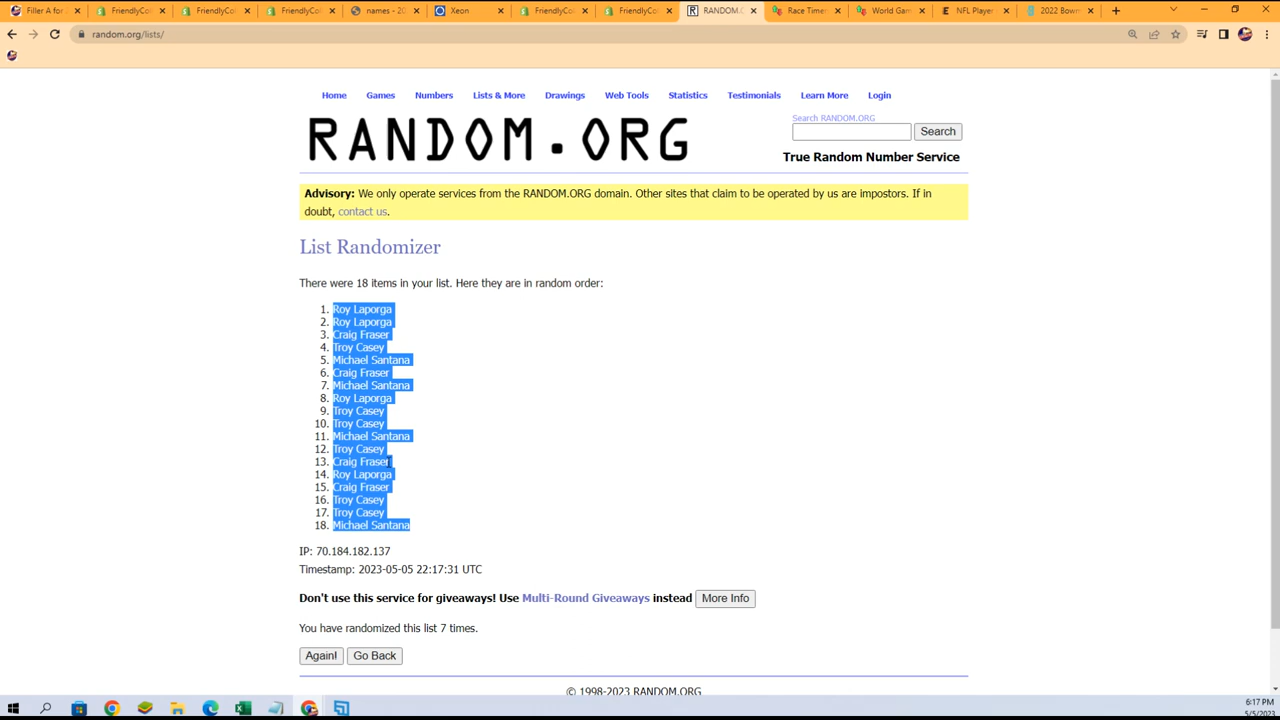 Filler A for
FriendlyCo
FriendlyCo
FriendlyCo
names - 20
Xeon
FriendlyCo
FriendlyCo
RANDOM.O
Race Timer
World Gam
NFL Player
2022 Bown
random.org/lists/
Home Games Numbers Lists & More Drawings Web Tools Statistics Testimonials Learn More Login
RANDOM.ORG
Search RANDOM.ORG
Search
True Random Number Service
Advisory: We only operate services from the RANDOM.ORG domain. Other sites that claim to be operated by us are impostors. If in
doubt, contact us.
List Randomizer
There were 18 items in your list. Here they are in random order:
1. Roy Laporga
2. Roy Laporga
3. Craig Fraser
4. Troy Casey
5. Michael Santana
6. Craig Fraser
7. Michael Santana
8. Roy Laporga
9. Troy Casey
10. Troy Casey
11. Michael Santana
12. Troy Casey
13. Craig Fraser
14. Roy Laporga
15. Craig Fraser
16. Troy Casey
17. Troy Casey
18. Michael Santana
IP: 70.184.182.137
Timestamp: 2023-05-05 22:17:31 UTC
Don't use this service for giveaways! Use Multi-Round Giveaways instead More Info
You have randomized this list 7 times.
Again! Go Back
© 1998-2023 RANDOM.ORG
6:17 PM
5/5/2023